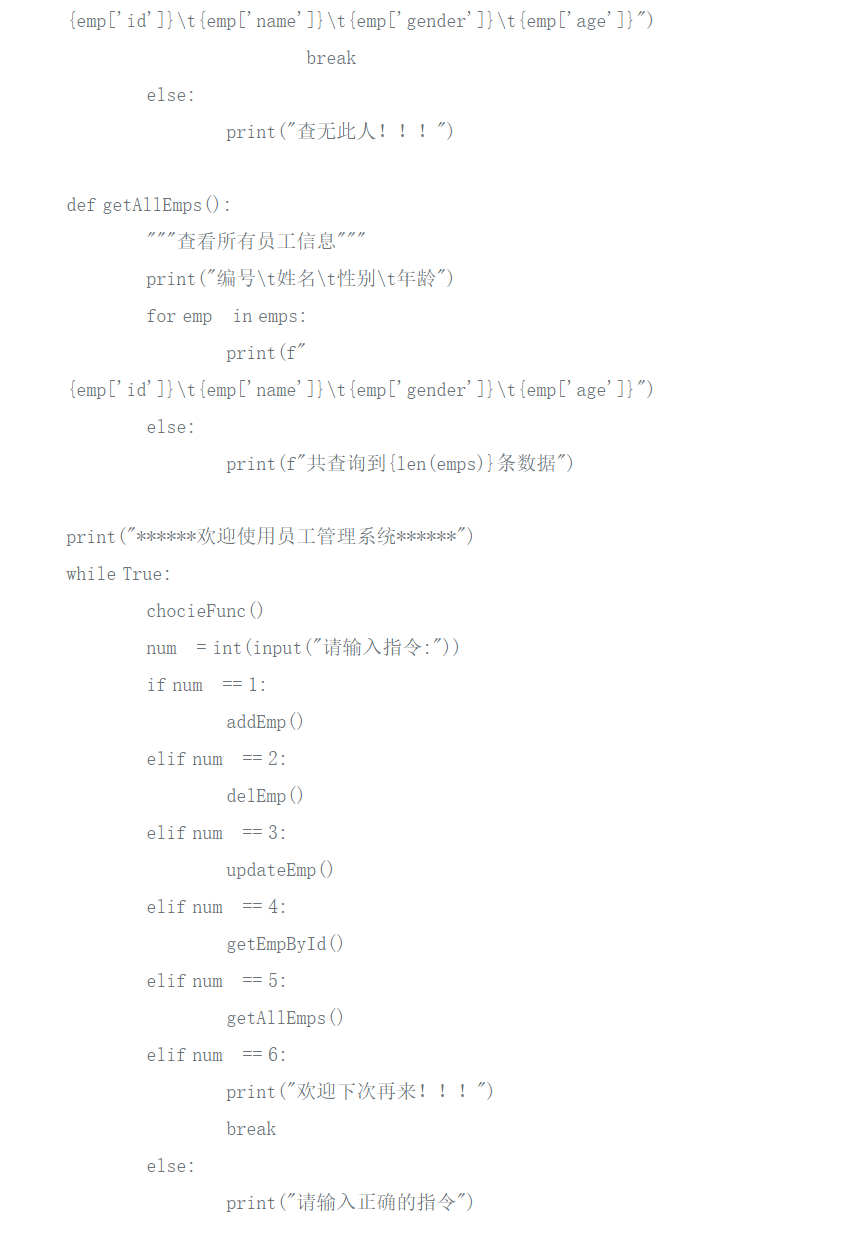 {emp['id']}\t{emp['name']}\t{emp['gender']}\t{emp['age']}")
break
else:
print("查无此人！！！")
def getAllEmps():
"""查看所有员工信息"""
print("编号\t姓名\t性别\t年龄")
for emp in emps:
print(f"
{emp['id']}\t{emp['name']}\t{emp['gender']}\t{emp['age']}")
else:
print(f"共查询到{len(emps)}条数据")
print("******欢迎使用员工管理系统******")
while True:
chocieFunc()
num = int(input("请输入指令:"))
if num == 1:
addEmp()
elif num == 2:
delEmp()
elif num == 3:
updateEmp()
elif num == 4:
getEmpById()
elif num == 5:
getAllEmps()
elif num == 6:
print("欢迎下次再来！！！")
break
else:
print("请输入正确的指令")